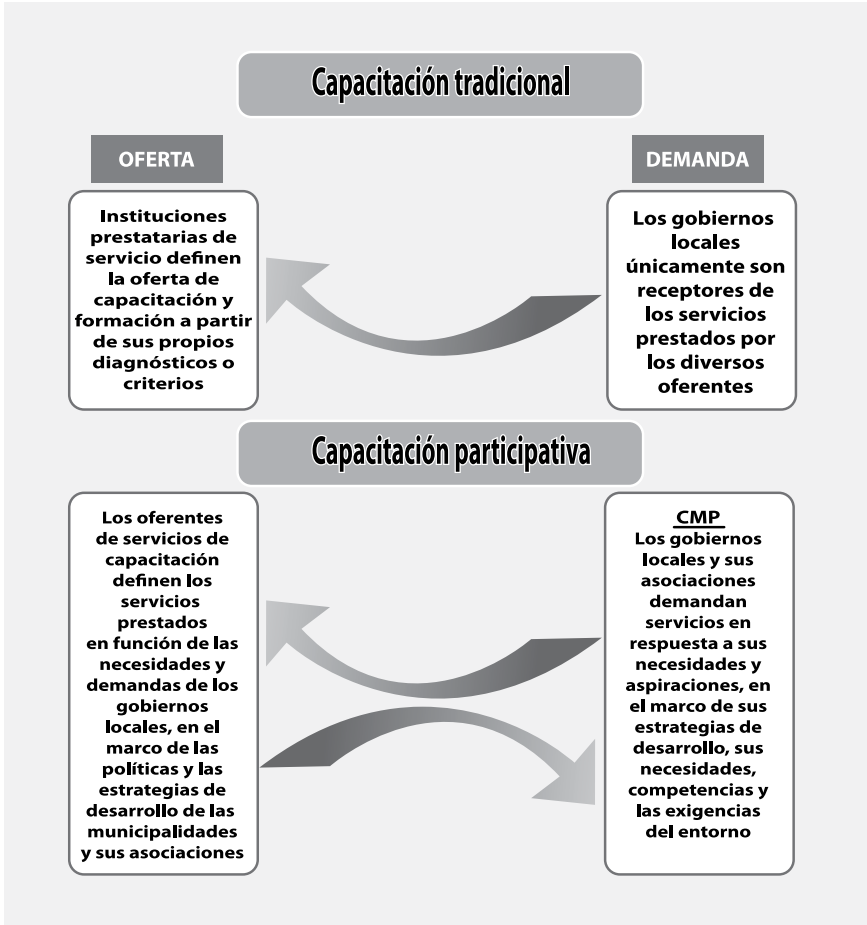 Capacitación tradicional
OFERTA
Instituciones
prestatarias de
servicio definen
la oferta de
capacitación y
formación a partir
de sus propios
diagnósticos o
criterios
DEMANDA
Los gobiernos
locales
únicamente son
receptores de
los servicios
prestados por
los diversos
oferentes
Capacitación participativa
Los oferentes
de servicios de
capacitación
definen los
servicios
prestados
en función de las
necesidades y
demandas de los
gobiernos
locales, en el
marco de las
políticas y las
estrategias de
desarrollo de las
municipalidades
y sus asociaciones
CMP
Los gobiernos
locales y sus
asociaciones
demandan
servicios en
respuesta a sus
necesidades y
aspiraciones, en
el marco de sus
estrategias de
desarrollo, sus
necesidades,
competencias y
las exigencias
del entorno